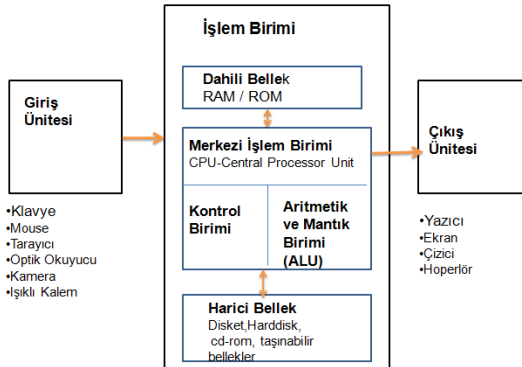 İşlem Birimi
Dahili Bellek
RAM / ROM
Giriş
Ünitesi
Merkezi İşlem Birimi
CPU-Central Processor Unit
Kontrol
Birimi
Aritmetik
ve Mantık
Birimi
(ALU)
Çıkış
Ünitesi
•Klavye
•Mouse
•Tarayıcı
•Optik Okuyucu
•Kamera
•Işıklı Kalem
•Yazıcı
•Ekran
•Çizici
•Hoperlör
Harici Bellek
Disket,Harddisk,
cd-rom, taşınabilir
bellekler